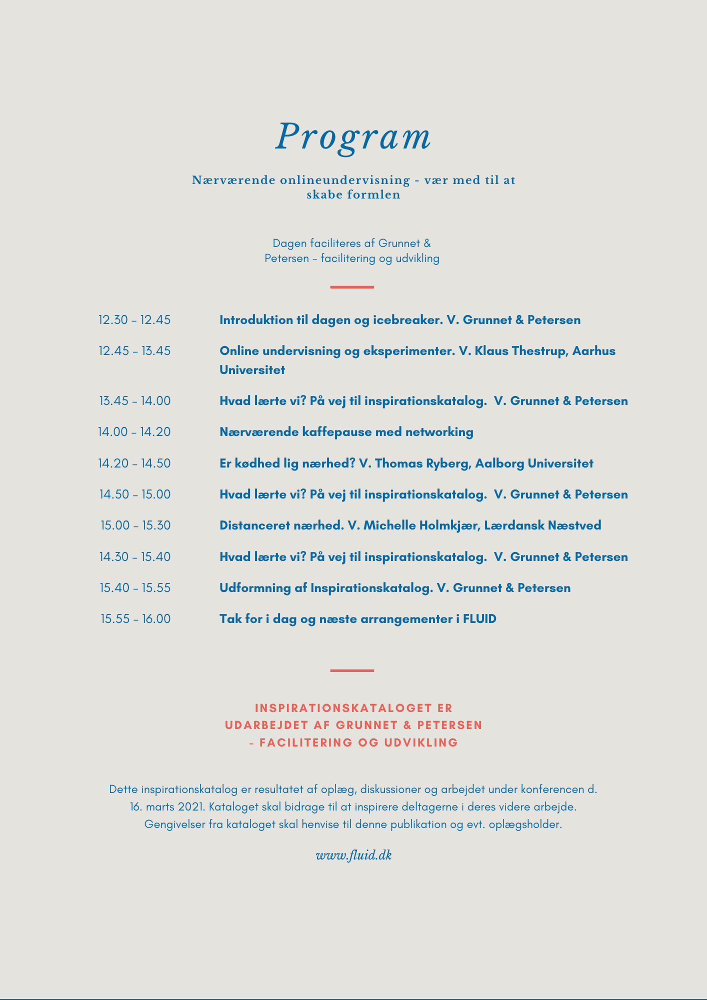 Program
Nærværende onlineundervisning - vær med til at
skabe formlen
Dagen faciliteres af Grunnet &
Petersen – facilitering og udvikling
12.30 – 12.45 Introduktion til dagen og icebreaker. V. Grunnet & Petersen
12.45 – 13.45 Online undervisning og eksperimenter. V. Klaus Thestrup, Aarhus
Universitet
13.45 – 14.00 Hvad lærte vi? På vej til inspirationskatalog.  V. Grunnet & Petersen
14.00 – 14.20 Nærværende kaffepause med networking
14.20 – 14.50 Er kødhed lig nærhed? V. Thomas Ryberg, Aalborg Universitet
14.50 – 15.00 Hvad lærte vi? På vej til inspirationskatalog.  V. Grunnet & Petersen
15.00 – 15.30 Distanceret nærhed. V. Michelle Holmkjær, Lærdansk Næstved
14.30 – 15.40 Hvad lærte vi? På vej til inspirationskatalog.  V. Grunnet & Petersen
15.40 – 15.55 Udformning af Inspirationskatalog. V. Grunnet & Petersen
15.55 – 16.00 Tak for i dag og næste arrangementer i FLUID
INSPIRATIONSKATALOGET ER
UDARBEJDET AF GRUNNET & PETERSEN
– FACILITERING OG UDVIKLING
Dette inspirationskatalog er resultatet af oplæg, diskussioner og arbejdet under konferencen d.
16. marts 2021. Kataloget skal bidrage til at inspirere deltagerne i deres videre arbejde.
Gengivelser fra kataloget skal henvise til denne publikation og evt. oplægsholder.
www.fluid.dk